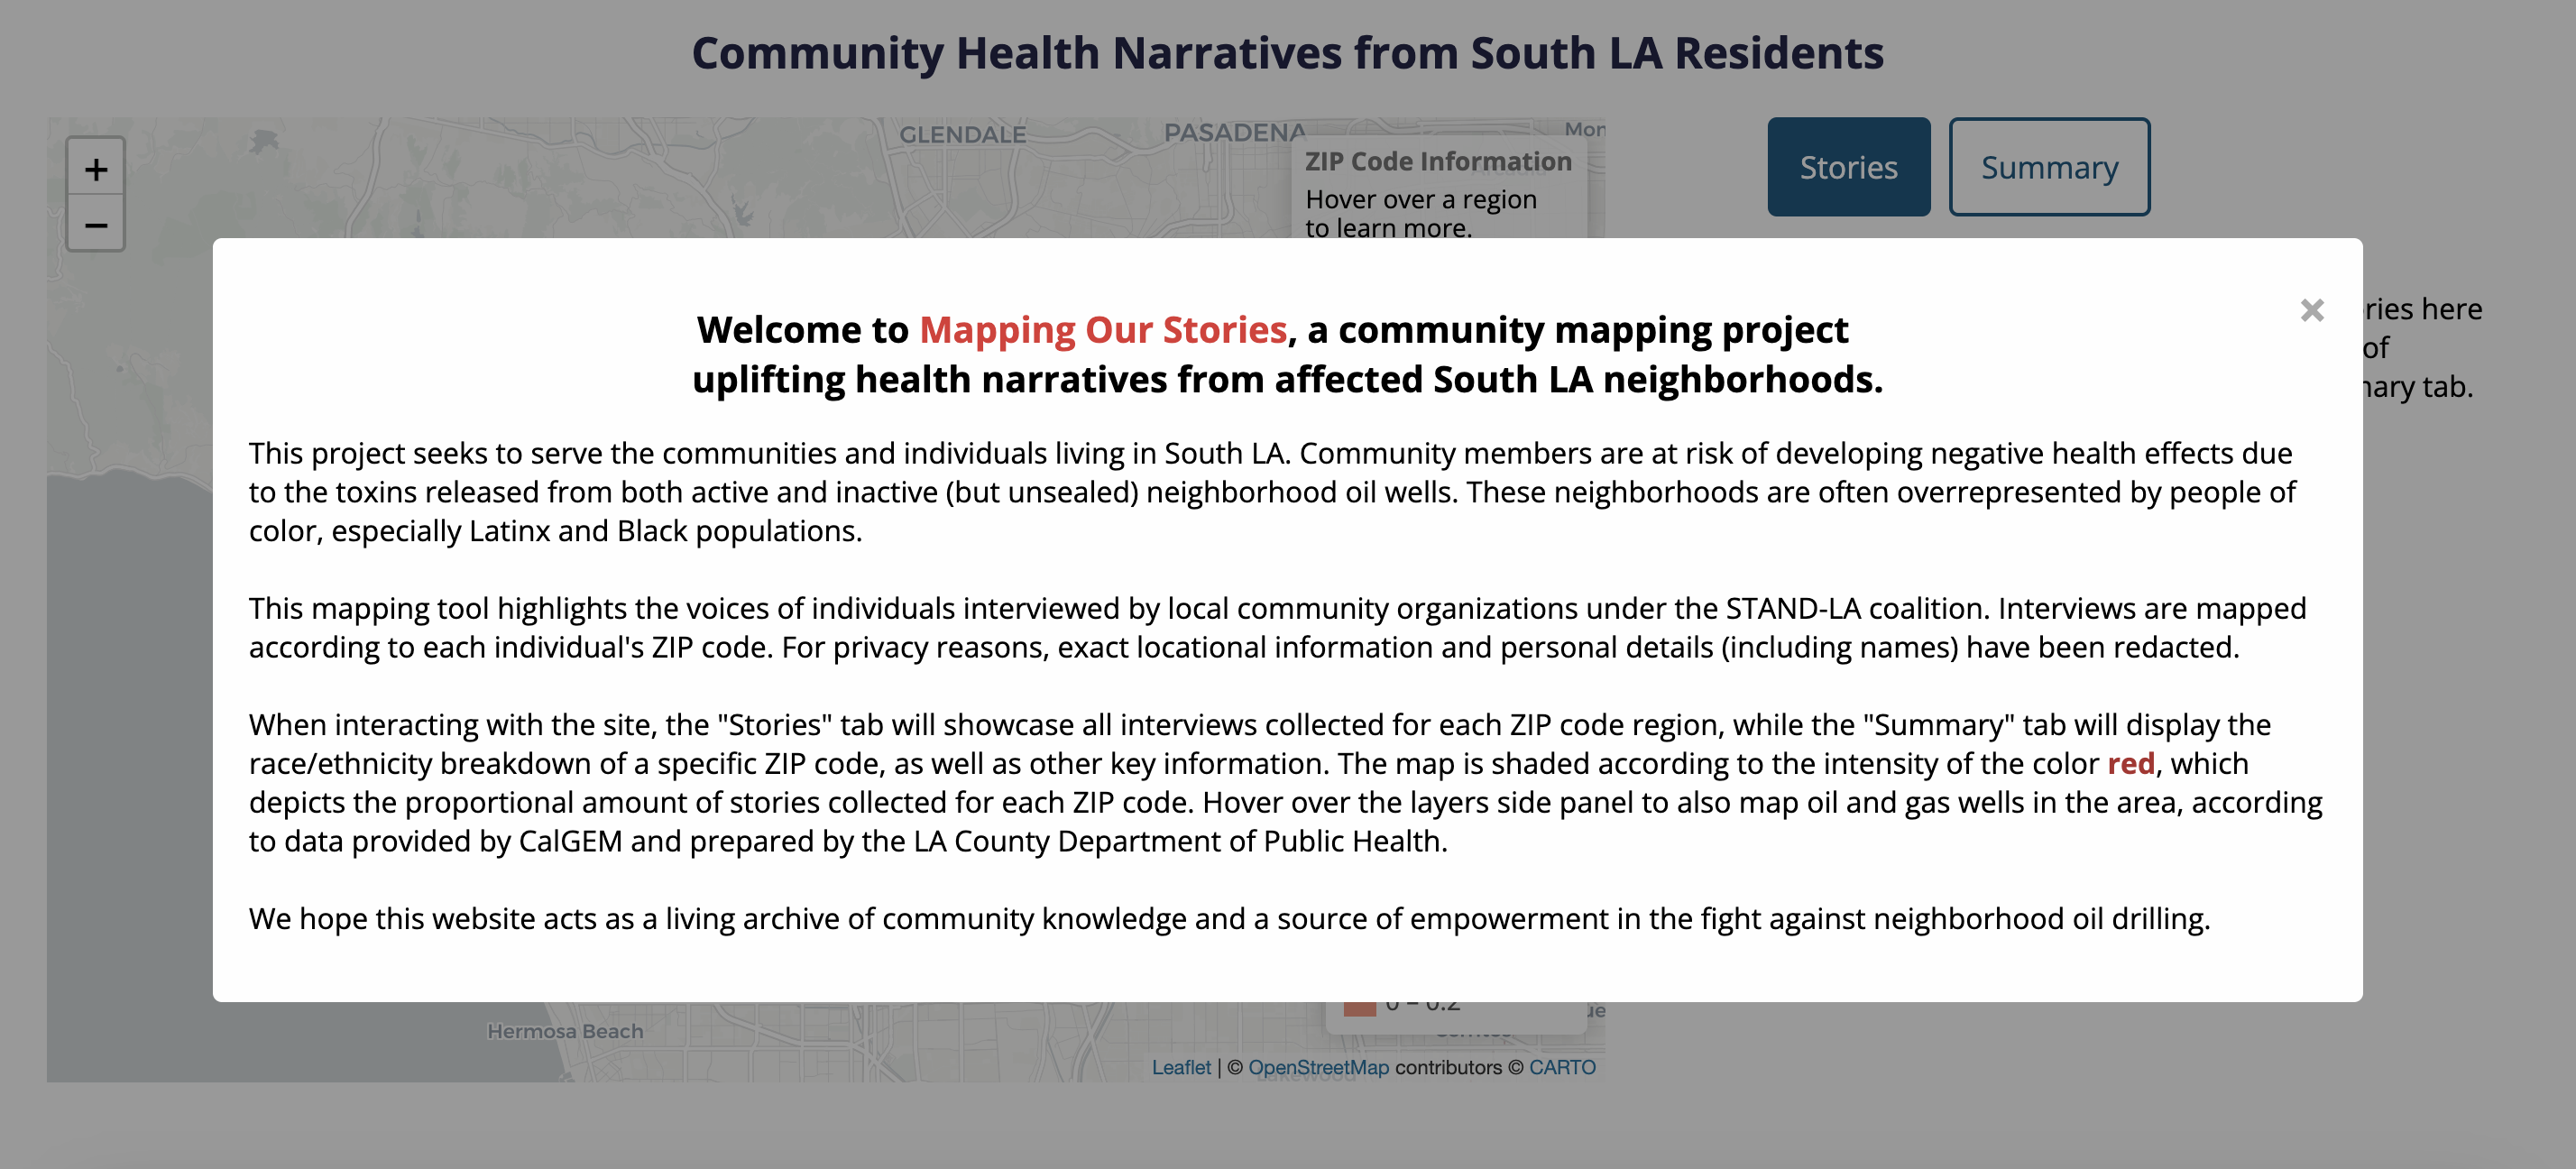 Community Health Narratives from South LA Residents
GLENDALE
PASADENA
Mon
+
−
ZIP Code Information
Hover over a region
to learn more.
Stories
Summary
ries here
of
ary tab.
×
Welcome to Mapping Our Stories, a community mapping project
uplifting health narratives from affected South LA neighborhoods.
This project seeks to serve the communities and individuals living in South LA. Community members are at risk of developing negative health effects due
to the toxins released from both active and inactive (but unsealed) neighborhood oil wells. These neighborhoods are often overrepresented by people of
color, especially Latinx and Black populations.
This mapping tool highlights the voices of individuals interviewed by local community organizations under the STAND-LA coalition. Interviews are mapped
according to each individual's ZIP code. For privacy reasons, exact locational information and personal details (including names) have been redacted.
When interacting with the site, the "Stories" tab will showcase all interviews collected for each ZIP code region, while the "Summary" tab will display the
race/ethnicity breakdown of a specific ZIP code, as well as other key information. The map is shaded according to the intensity of the color red, which
depicts the proportional amount of stories collected for each ZIP code. Hover over the layers side panel to also map oil and gas wells in the area, according
to data provided by CalGEM and prepared by the LA County Department of Public Health.
We hope this website acts as a living archive of community knowledge and a source of empowerment in the fight against neighborhood oil drilling.
0 – 0.2
Hermosa Beach
Leaflet | © OpenStreetMap contributors © CARTO